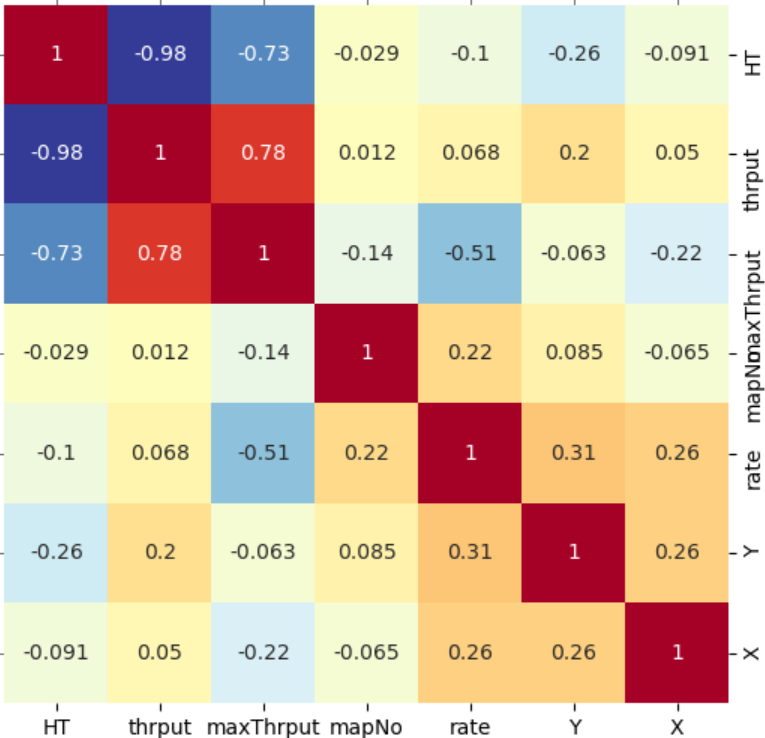 1 -0.98 -0.73 -0.029 -0.1 -0.26 -0.091 HT
-0.98 1 0.78 0.012 0.068 0.2 0.05 thrput
-0.73 0.78 1 -0.14 -0.51 -0.063 -0.22 maxThrput
-0.029 0.012 -0.14 1 0.22 0.085 -0.065 mapNo
-0.1 0.068 -0.51 0.22 1 0.31 0.26 rate
-0.26 0.2 -0.063 0.085 0.31 1 0.26 Y
-0.091 0.05 -0.22 -0.065 0.26 0.26 1 X
HT thrput maxThrput mapNo rate Y X